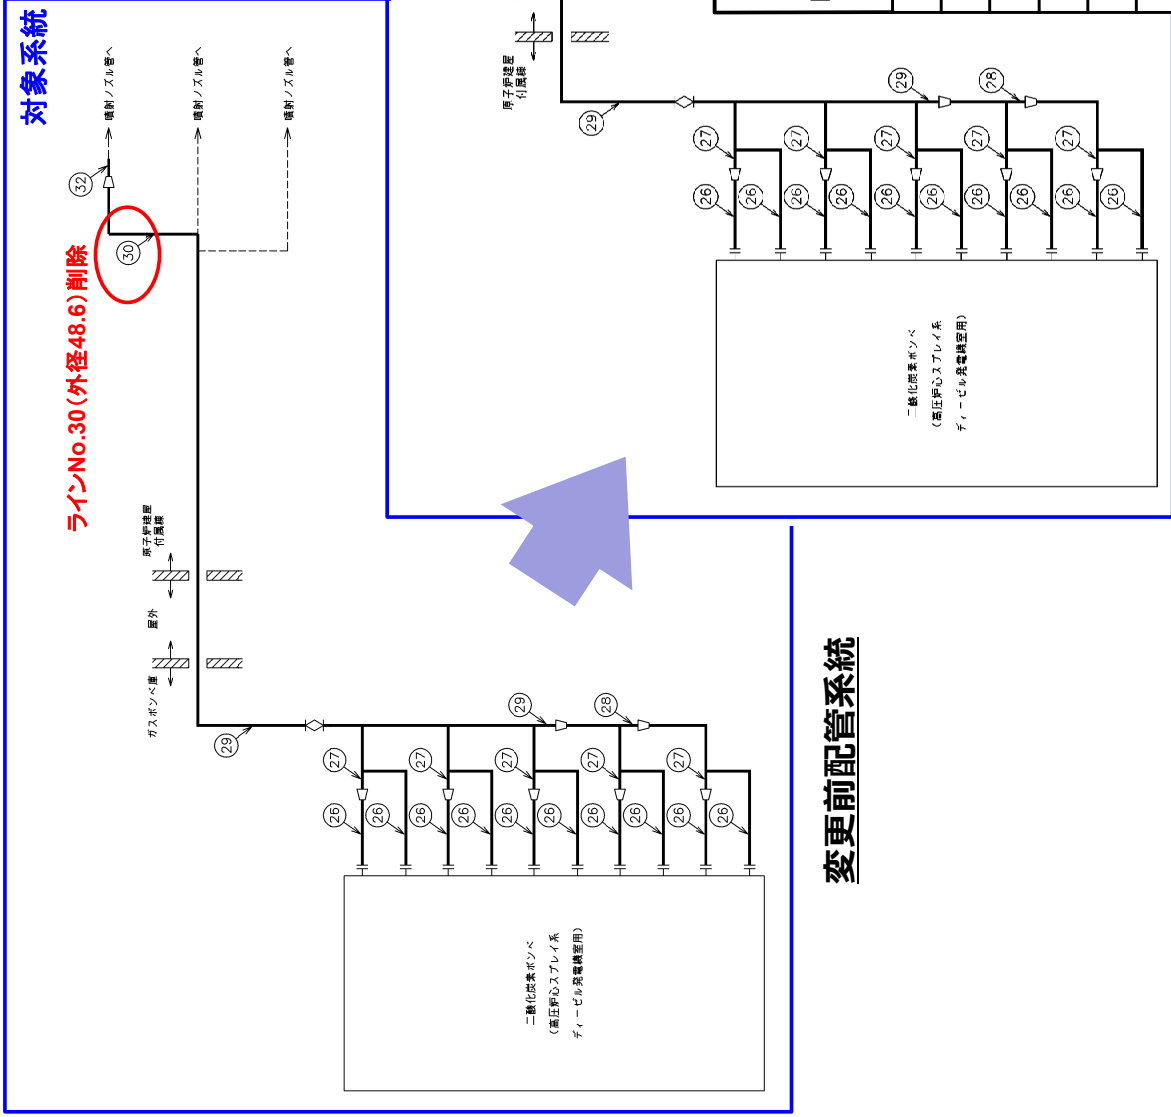 対象系統
ラインNo.30(外径48.6)削除
噴射ノズル管へ
噴射ノズル管へ
噴射ノズル管へ
32
30
原子炉建屋
付属棟
屋外
ガスボンベ庫
29
29
28
27
27
27
27
27
26
26
26
26
26
26
26
26
26
26
二酸化炭素ボンベ
(高圧炉心スプレイ系
ディーゼル発電機室用)
変更前配管系統
原子炉建屋
付属棟
29
29
28
27
27
27
27
27
26
26
26
26
26
26
26
26
26
26
二酸化炭素ボンベ
(高圧炉心スプレイ系
ディーゼル発電機室用)